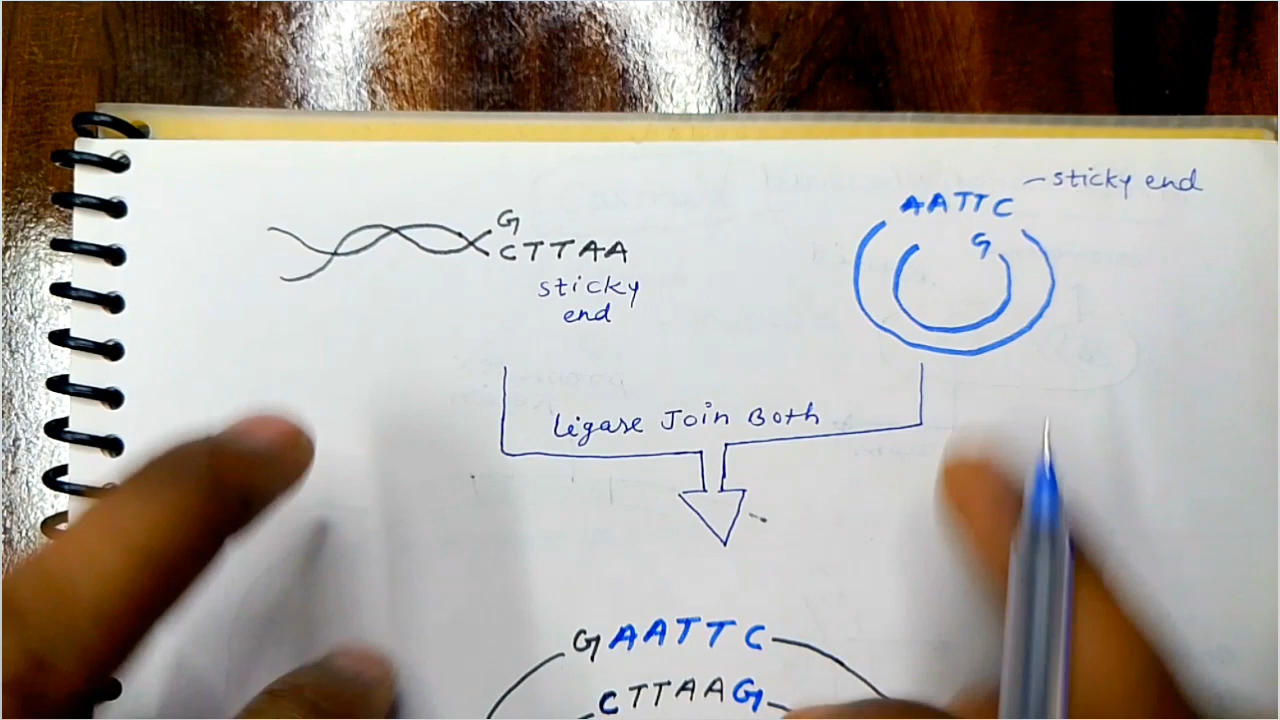 sticky end
AATTC
G
G
CTTAA
sticky
end
Ligase Join Both
GAATTC
CTTAAG